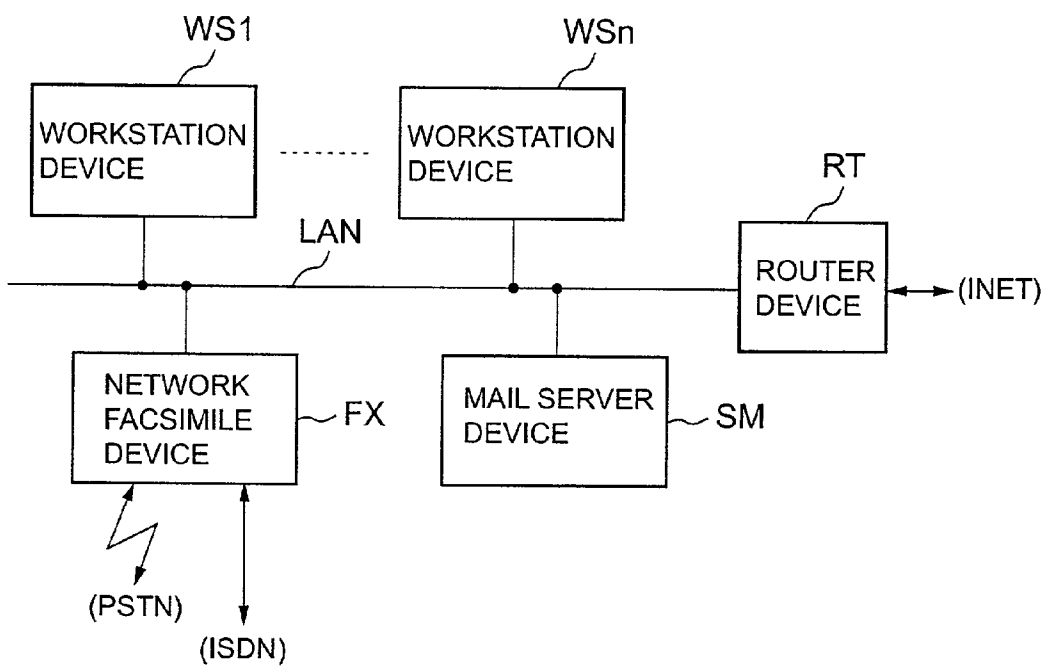 WS1
WSn
WORKSTATION
DEVICE
WORKSTATION
DEVICE
RT
LAN
ROUTER
DEVICE
(INET)
NETWORK
FACSIMILE
DEVICE
FX
MAIL SERVER
DEVICE
SM
(PSTN)
(ISDN)